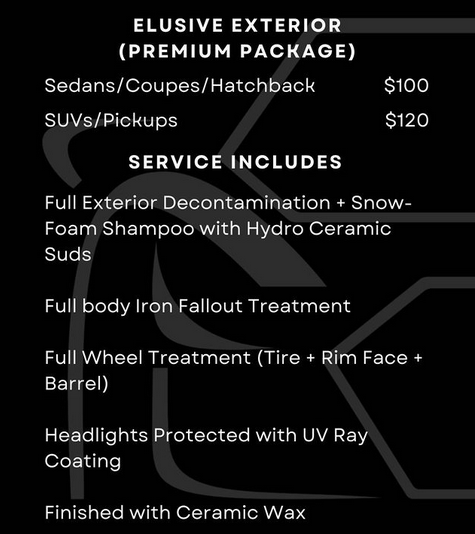 ELUSIVE EXTERIOR
(PREMIUM PACKAGE)
Sedans/Coupes/Hatchback $100
SUVs/Pickups $120
SERVICE INCLUDES
Full Exterior Decontamination + Snow-
Foam Shampoo with Hydro Ceramic
Suds
Full body Iron Fallout Treatment
Full Wheel Treatment (Tire + Rim Face +
Barrel)
Headlights Protected with UV Ray
Coating
Finished with Ceramic Wax